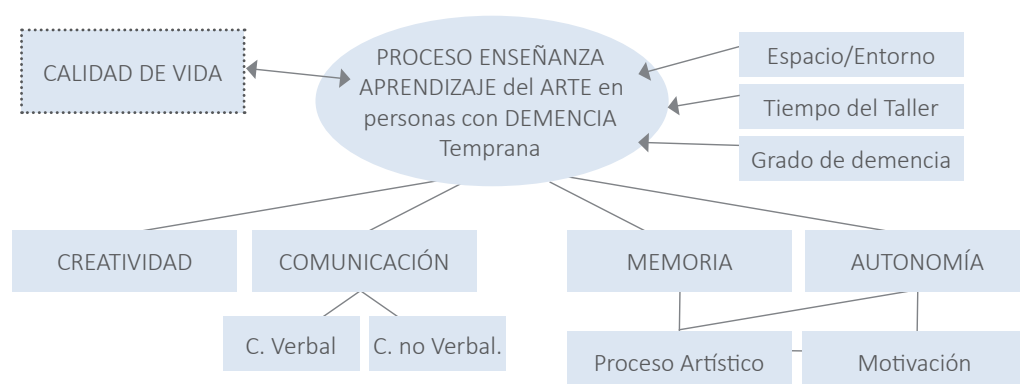 CALIDAD DE VIDA
PROCESO ENSEÑANZA
APRENDIZAJE del ARTE en
personas con DEMENCIA
Temprana
Espacio/Entorno
Tiempo del Taller
Grado de demencia
CREATIVIDAD
COMUNICACIÓN
MEMORIA
AUTONOMÍA
C. Verbal
C. no Verbal.
Proceso Artístico
Motivación